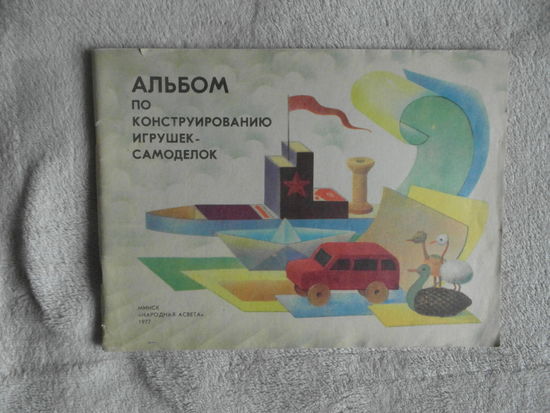 АЛЬБОМ
ПО
КОНСТРУИРОВАНИЮ
ИГРУШЕК-
САМОДЕЛОК
МИНСК
«НАРОДНАЯ АСВЕТА»
1977